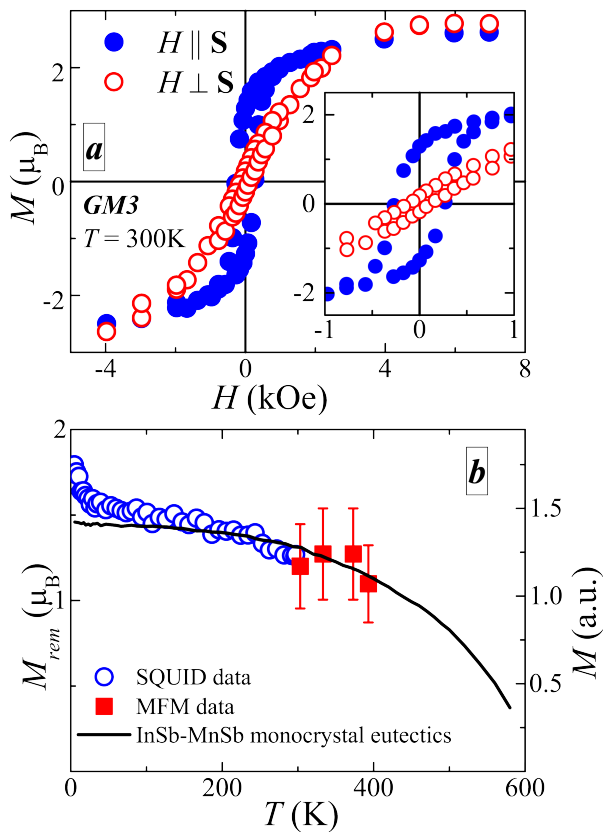 H || S
H ⊥ S
a
GM3
T = 300K
M (μB)
2
0
-2
-4
0
4
8
H (kOe)
2
0
-2
-1
0
1
b
2
1
0
200
400
600
T (K)
Mrem (μB)
1.5
1.0
0.5
M (a.u.)
SQUID data
MFM data
InSb-MnSb monocrystal eutectics